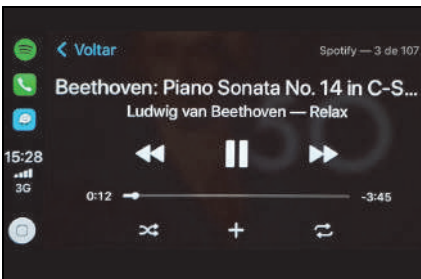 Voltar
Spotify — 3 de 107
Beethoven: Piano Sonata No. 14 in C-S...
Ludwig van Beethoven — Relax
15:28
3G
0:12
-3:45